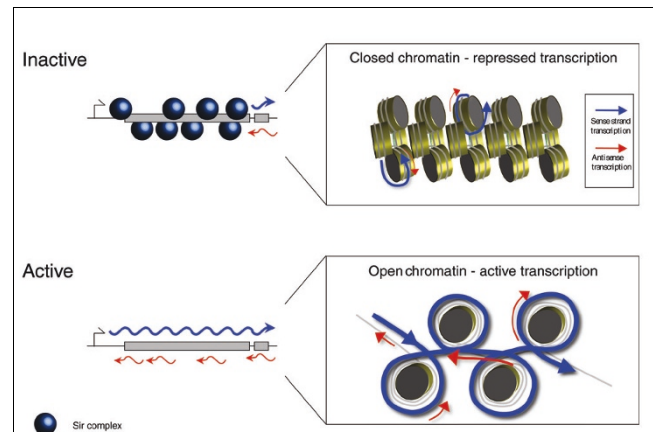 Inactive
Closed chromatin - repressed transcription
Sense strand
transcription
Antisense
transcription
Active
Open chromatin - active transcription
Sir complex